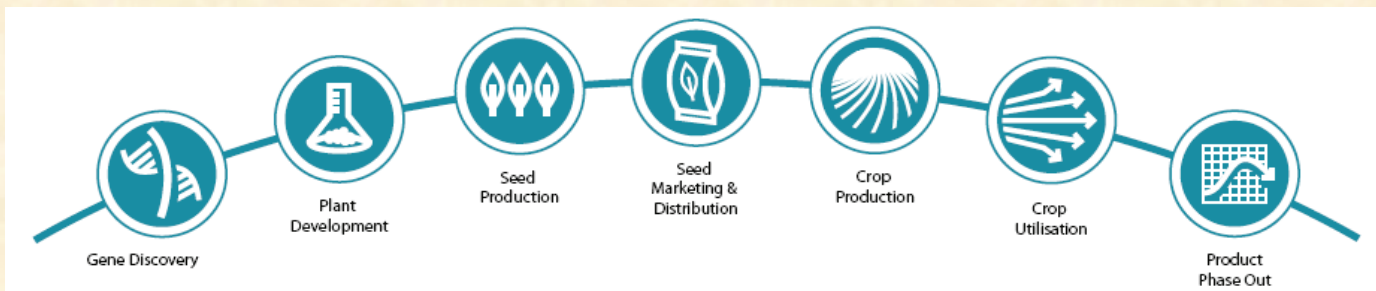 Gene Discovery
Plant
Development
Seed
Production
Seed
Marketing &
Distribution
Crop
Production
Crop
Utilisation
Product
Phase Out